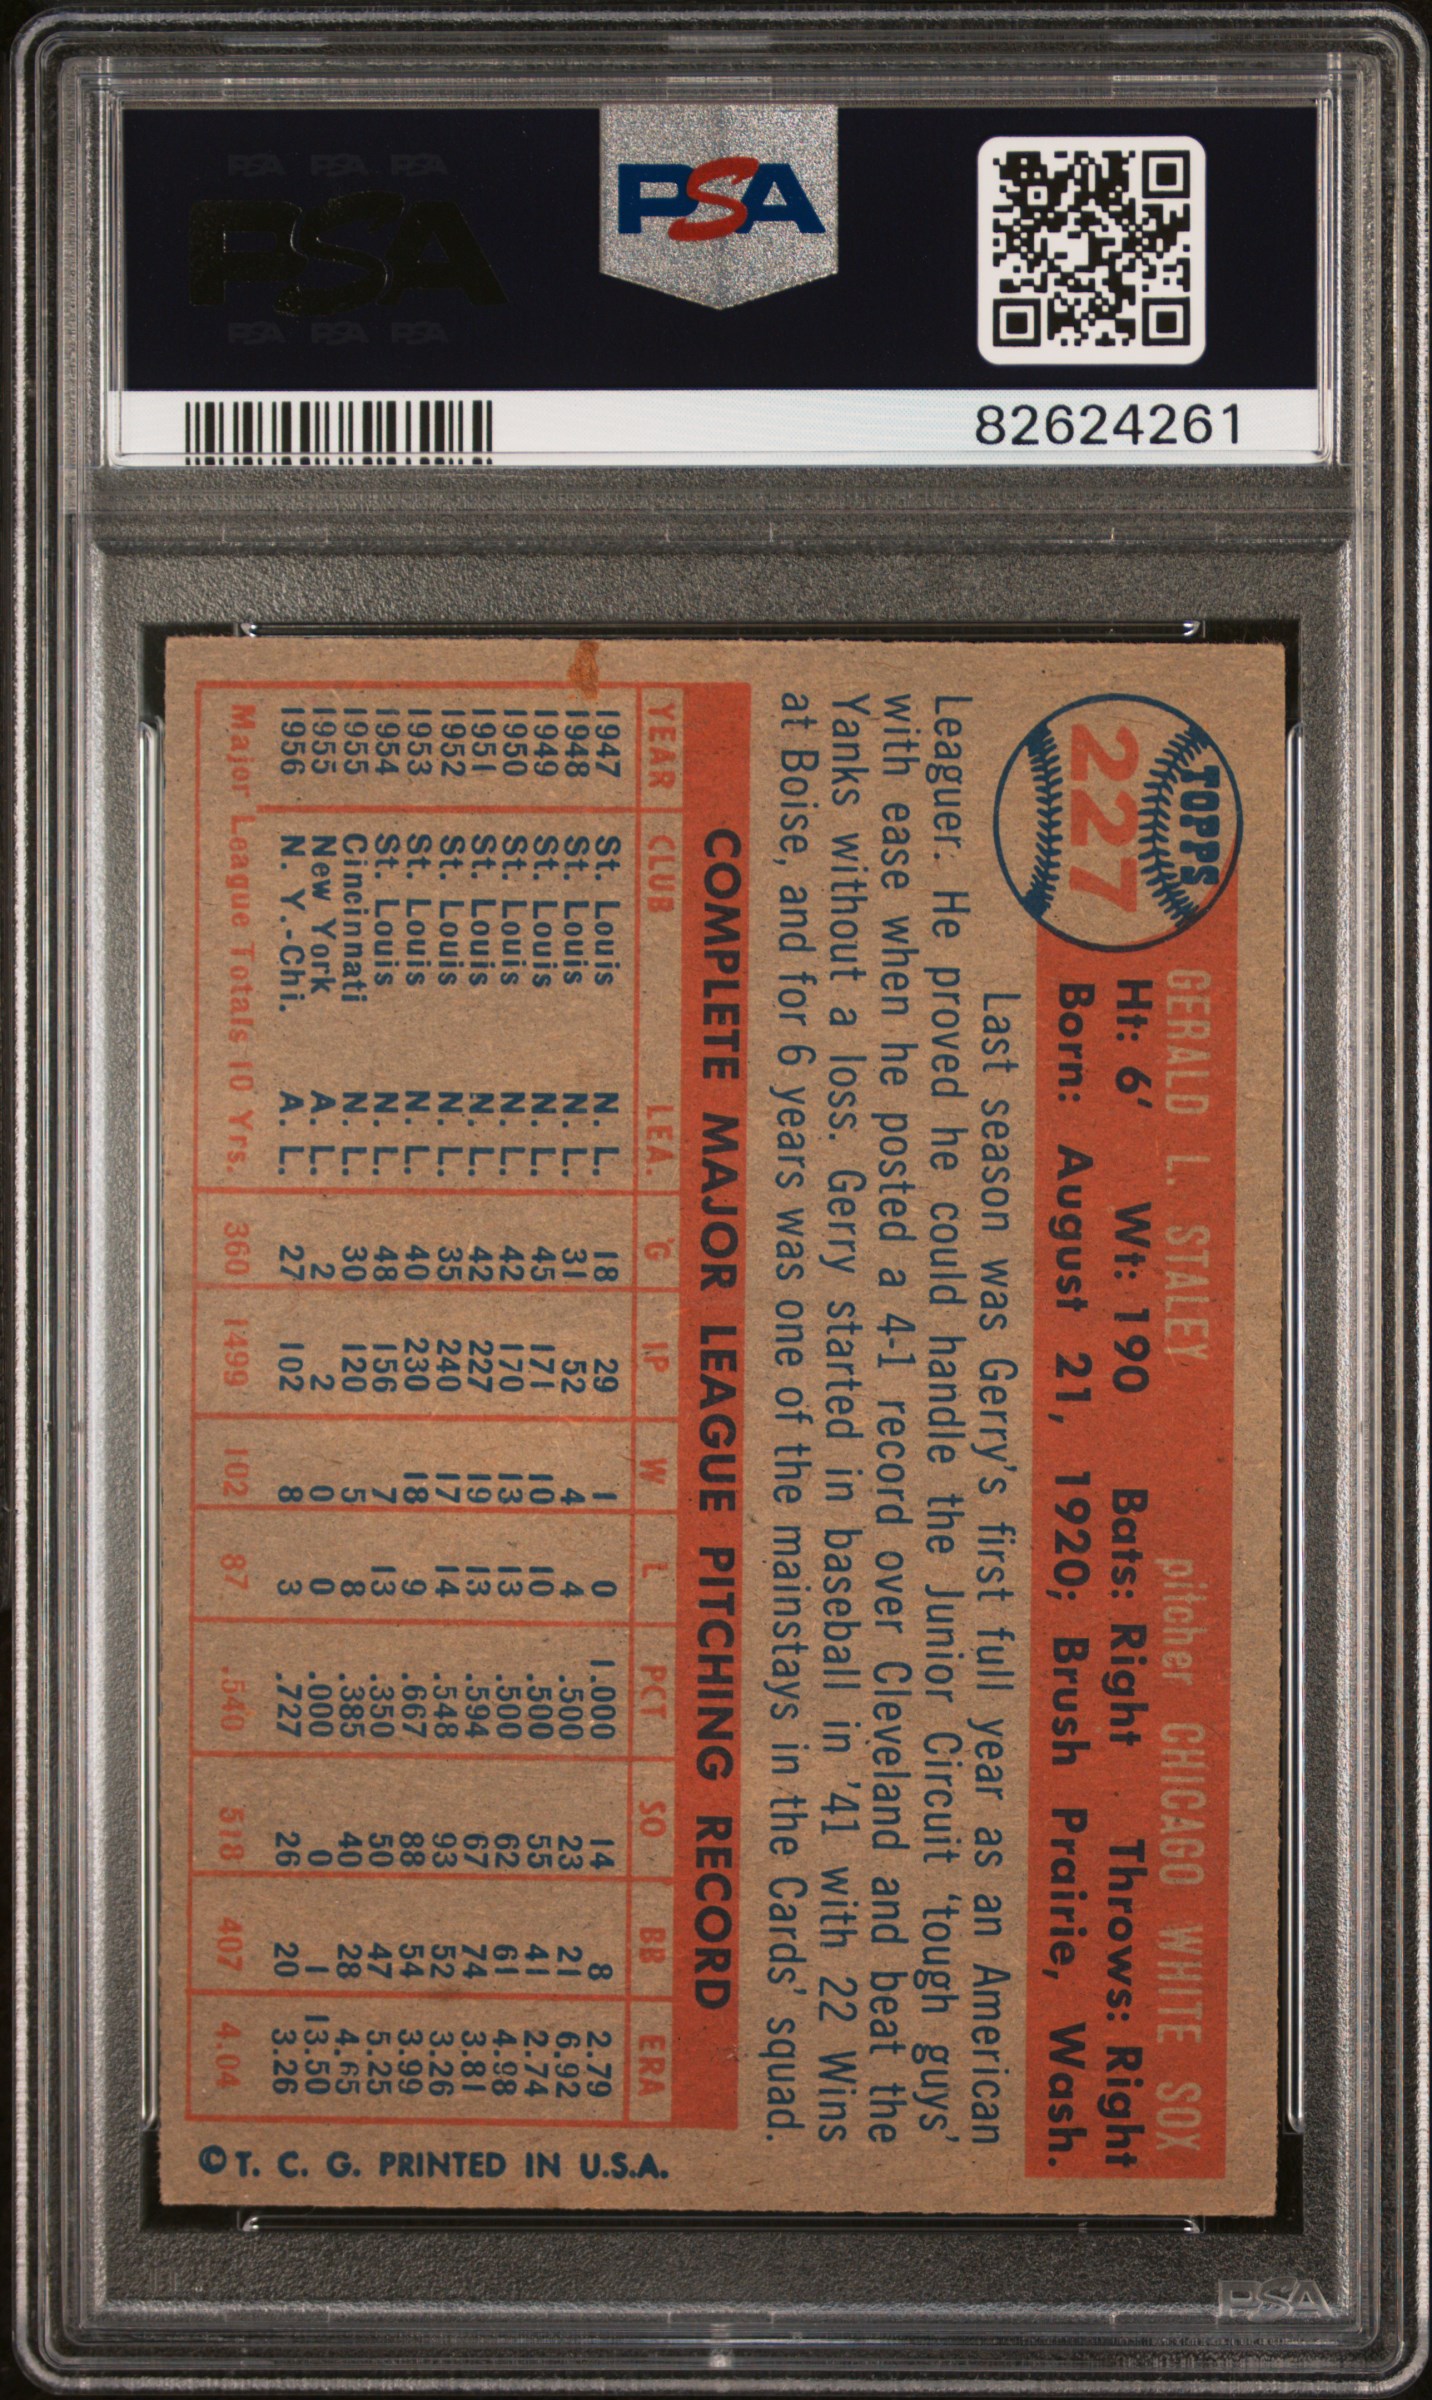 PSA PSA PSA
PSA
PSA PSA PSA
PSA
82624261
TOPPS
227
GERALD L. STALEY pitcher CHICAGO WHITE SOX
Ht: 6' Wt: 190 Bats: Right Throws: Right
Born: August 21, 1920; Brush Prairie, Wash.
Last season was Gerry's first full year as an American
Leaguer. He proved he could handle the Junior Circuit 'tough guys'
with ease when he posted a 4-1 record over Cleveland and beat the
Yanks without a loss. Gerry started in baseball in '41 with 22 Wins
at Boise, and for 6 years was one of the mainstays in the Cards' squad.
COMPLETE MAJOR LEAGUE PITCHING RECORD
YEAR CLUB LEA. G IP W L PCT SO BB ERA
1947 St. Louis N. L. 18 29 1 0 1.000 14 8 2.79
1948 St. Louis N. L. 31 52 4 4 .500 23 21 6.92
1949 St. Louis N. L. 45 171 10 10 .500 55 41 2.74
1950 St. Louis N. L. 42 170 13 13 .500 62 61 4.98
1951 St. Louis N. L. 42 227 19 13 .594 67 74 3.81
1952 St. Louis N. L. 35 240 17 14 .548 93 52 3.26
1953 St. Louis N. L. 40 230 18 9 .667 88 54 3.99
1954 St. Louis N. L. 48 156 7 13 .350 50 47 5.25
1955 Cincinnati N. L. 30 120 5 8 .385 40 28 4.65
1955 New York A. L. 2 2 0 0 .000 0 1 13.50
1956 N. Y.-Chi. A. L. 27 102 8 3 .727 26 20 3.26
Major League Totals 10 Yrs. 360 1499 102 87 .540 518 407 4.04
©T. C. G. PRINTED IN U.S.A.
PSA